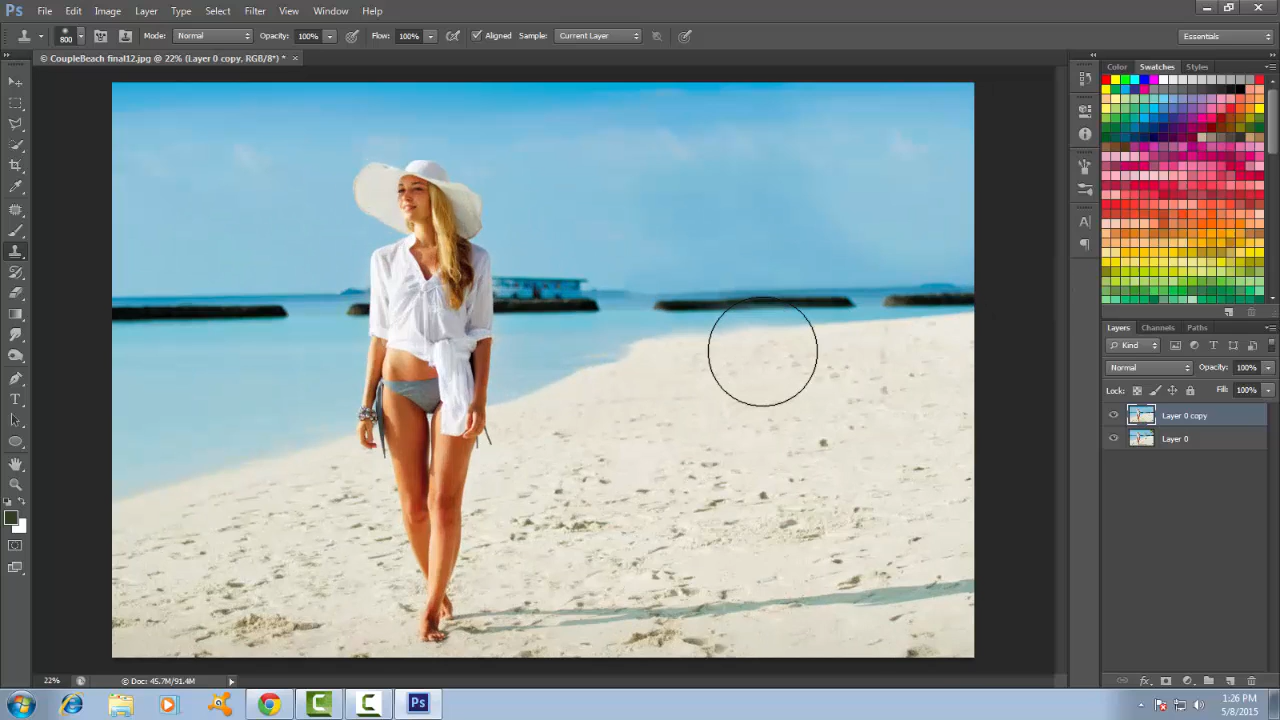 Ps File Edit Image Layer Type Select Filter View Window Help
800 Mode: Normal Opacity: 100% Flow: 100% Aligned Sample: Current Layer Essentials
© CoupleBeach final12.jpg @ 22% (Layer 0 copy, RGB/8*) * ×
Color Swatches Styles
Layers Channels Paths
Kind
Normal Opacity: 100%
Lock: Fill: 100%
Layer 0 copy
Layer 0
22% Doc: 45.7M/91.4M
1:26 PM
5/8/2015